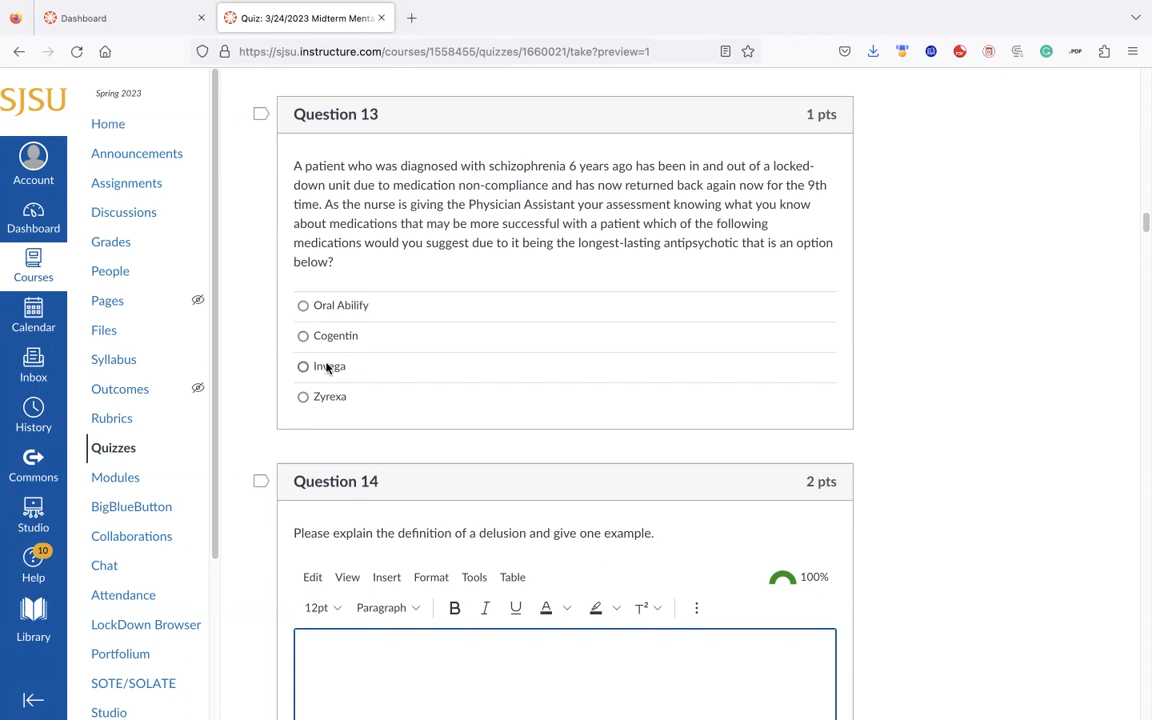 Dashboard
Quiz: 3/24/2023 Midterm Menta
https://sjsu.instructure.com/courses/1558455/quizzes/1660021/take?preview=1
.PDF
SJSU
Account
Dashboard
Courses
Calendar
Inbox
History
Commons
Studio
10
Help
Library
Spring 2023
Home
Announcements
Assignments
Discussions
Grades
People
Pages
Files
Syllabus
Outcomes
Rubrics
Quizzes
Modules
BigBlueButton
Collaborations
Chat
Attendance
LockDown Browser
Portfolium
SOTE/SOLATE
Studio
Question 13 1 pts
A patient who was diagnosed with schizophrenia 6 years ago has been in and out of a locked-
down unit due to medication non-compliance and has now returned back again now for the 9th
time. As the nurse is giving the Physician Assistant your assessment knowing what you know
about medications that may be more successful with a patient which of the following
medications would you suggest due to it being the longest-lasting antipsychotic that is an option
below?
Oral Abilify
Cogentin
Invega
Zyrexa
Question 14 2 pts
Please explain the definition of a delusion and give one example.
Edit View Insert Format Tools Table 100%
12pt Paragraph B I U A T²